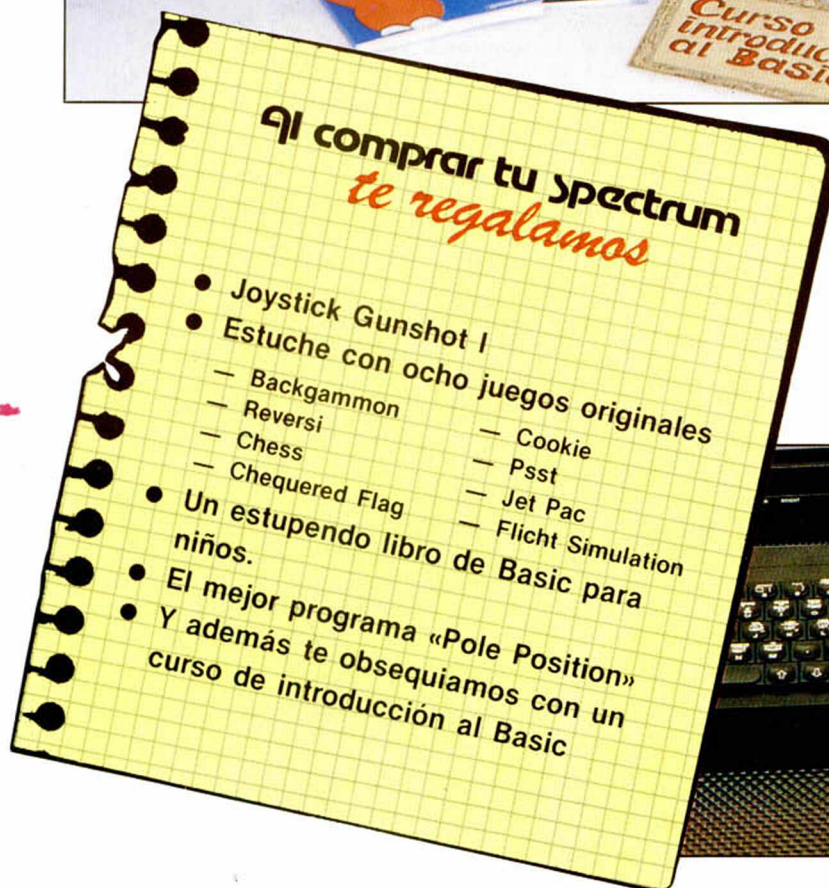 Curso
introduc
al Basi
Al comprar tu Spectrum
te regalamos
● Joystick Gunshot I
● Estuche con ocho juegos originales
— Backgammon
— Reversi
— Chess
— Chequered Flag
— Cookie
— Psst
— Jet Pac
— Flicht Simulation
● Un estupendo libro de Basic para
niños.
● El mejor programa «Pole Position»
● Y además te obsequiamos con un
curso de introducción al Basic